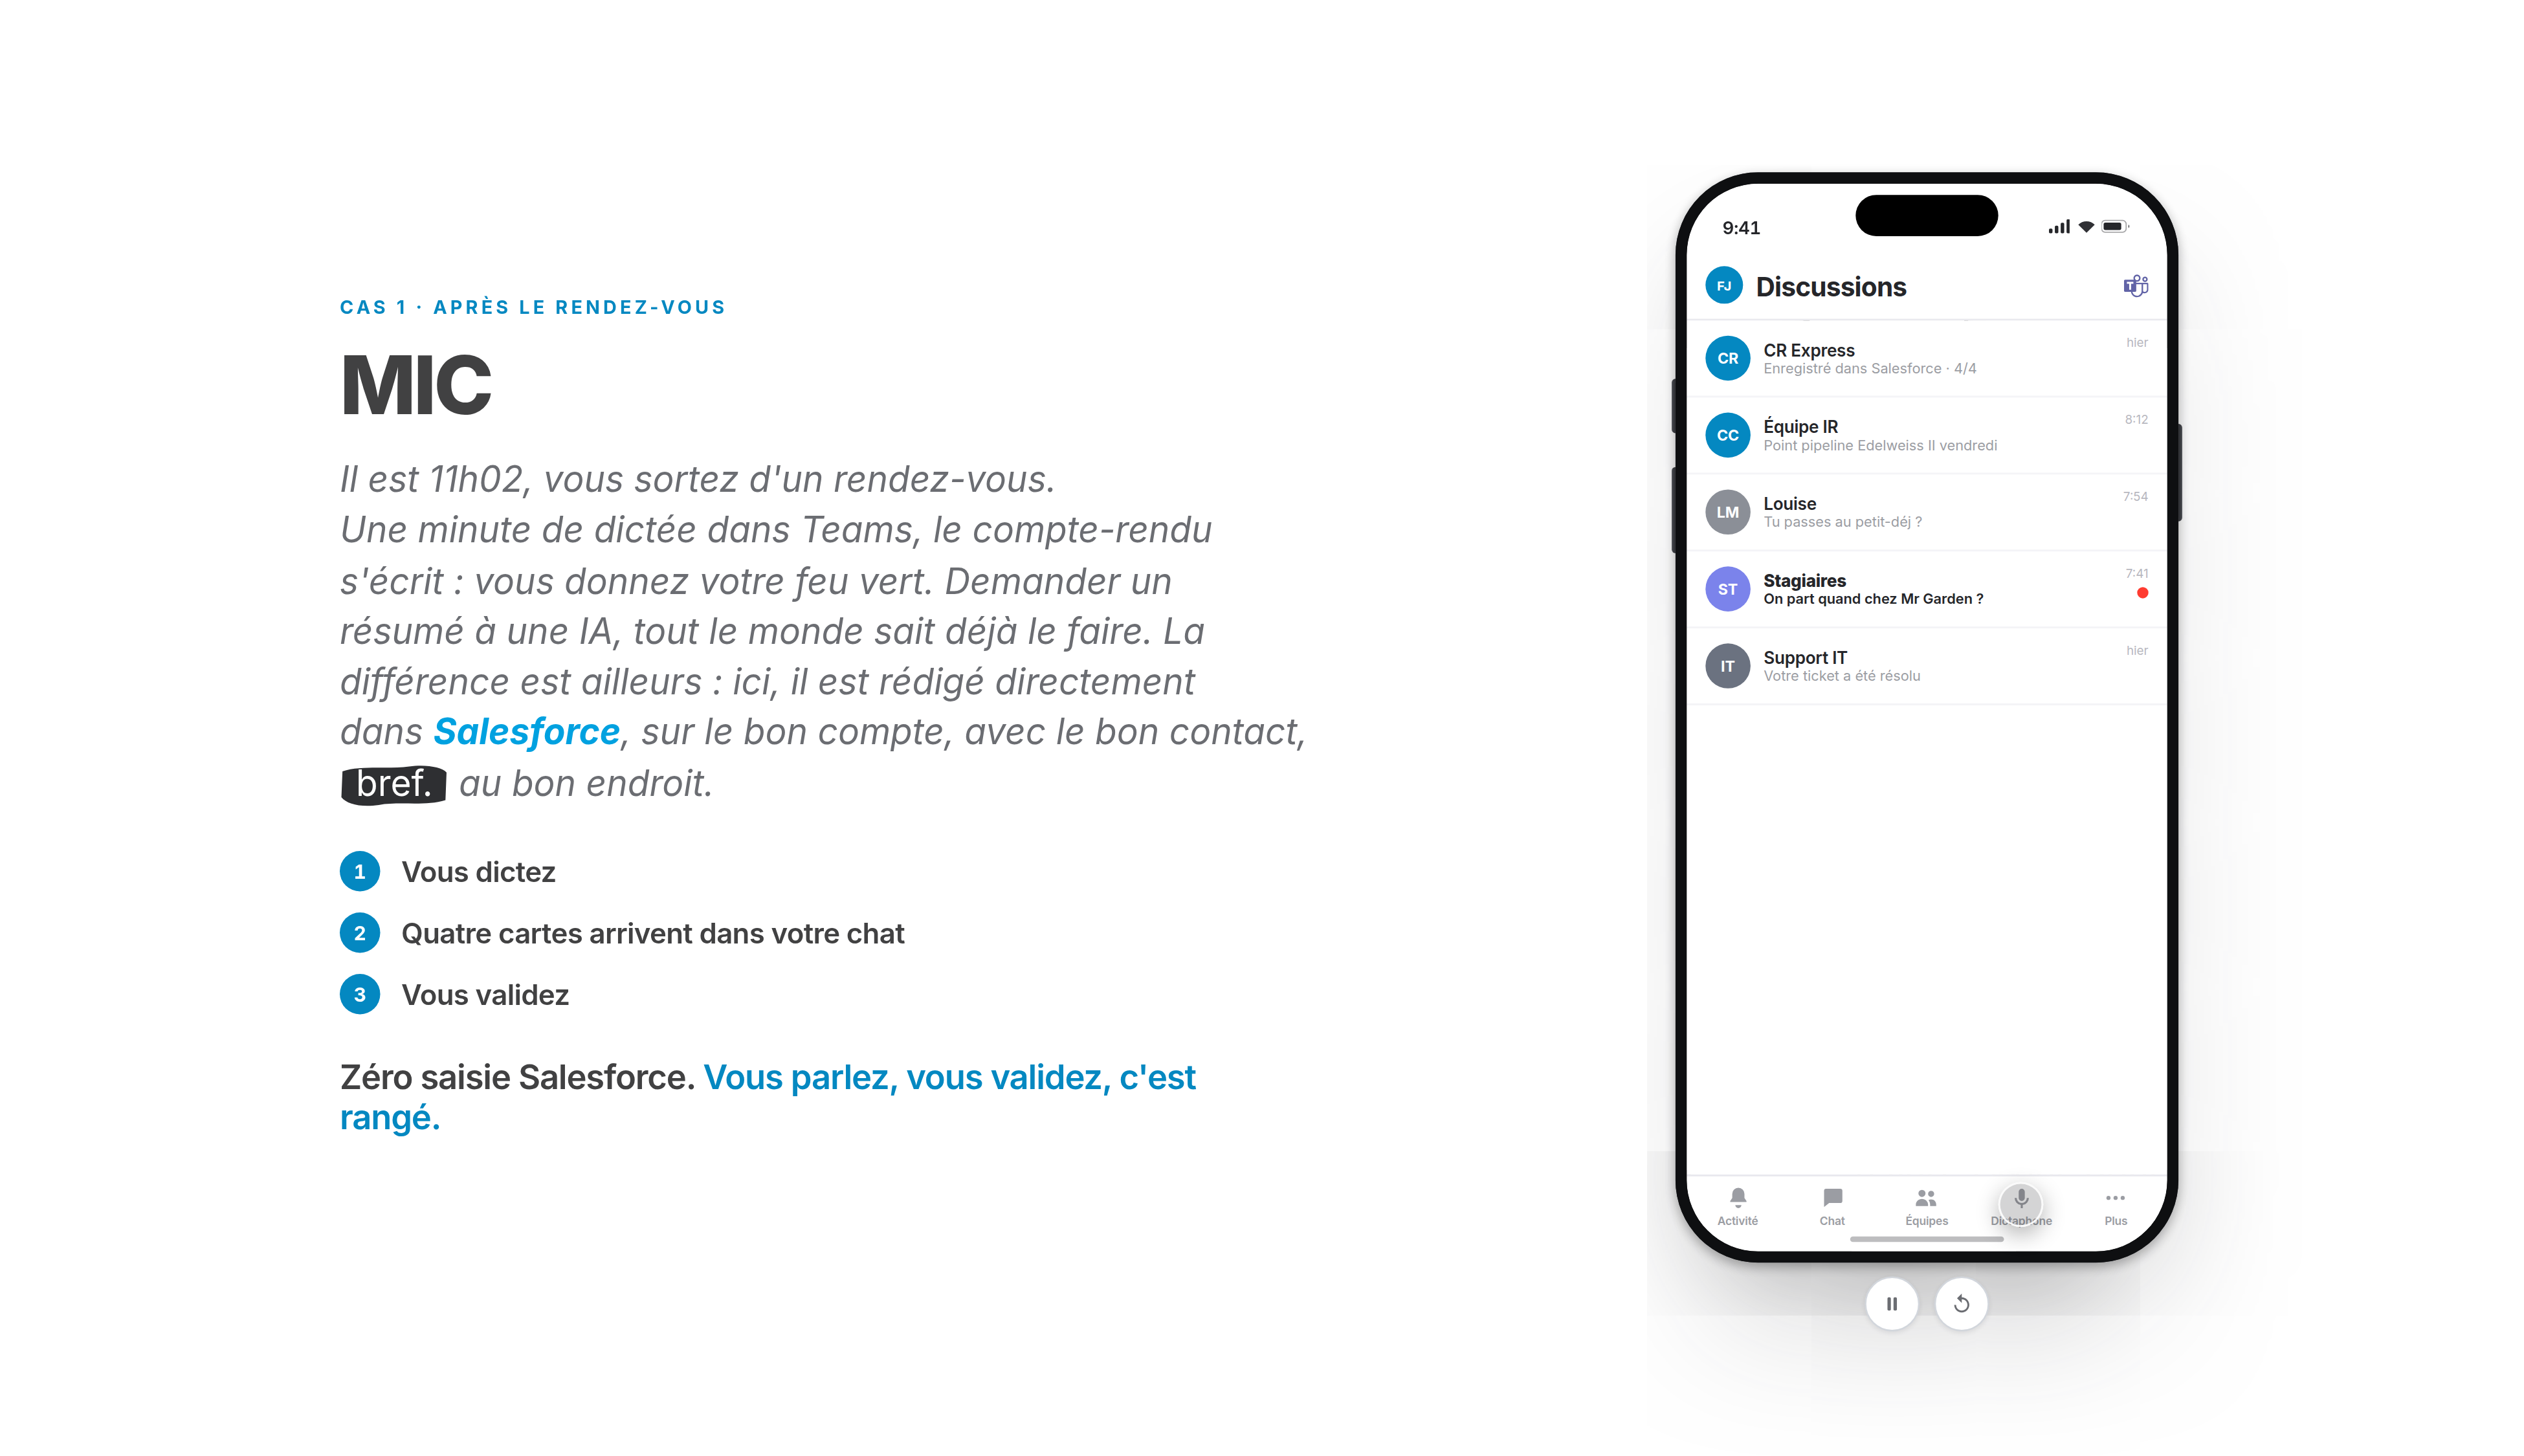 CAS 1 · APRÈS LE RENDEZ-VOUS
MIC
Il est 11h02, vous sortez d'un rendez-vous.
Une minute de dictée dans Teams, le compte-rendu
s'écrit : vous donnez votre feu vert. Demander un
résumé à une IA, tout le monde sait déjà le faire. La
différence est ailleurs : ici, il est rédigé directement
dans Salesforce, sur le bon compte, avec le bon contact,
bref. au bon endroit.
1 Vous dictez
2 Quatre cartes arrivent dans votre chat
3 Vous validez
Zéro saisie Salesforce. Vous parlez, vous validez, c'est
rangé.
9:41
FJ Discussions
T
CR CR Express hier
Enregistré dans Salesforce · 4/4
CC Équipe IR 8:12
Point pipeline Edelweiss II vendredi
LM Louise 7:54
Tu passes au petit-déj ?
ST Stagiaires 7:41
On part quand chez Mr Garden ?
IT Support IT hier
Votre ticket a été résolu
Activité Chat Équipes Dictaphone Plus